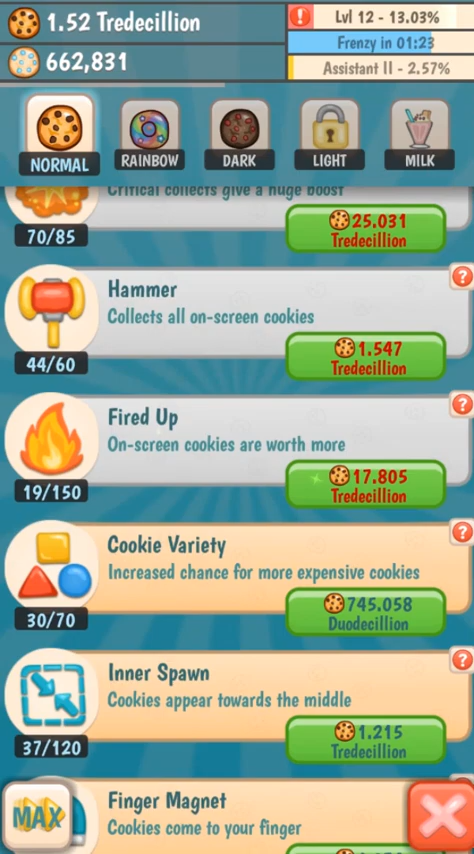 1.52 Tredecillion
662,831
Lvl 12 - 13.03%
Frenzy in 01:23
Assistant II - 2.57%
NORMAL
RAINBOW
DARK
LIGHT
MILK
Critical collects give a huge boost
70/85
25.031
Tredecillion
Hammer
Collects all on-screen cookies
44/60
1.547
Tredecillion
Fired Up
On-screen cookies are worth more
19/150
17.805
Tredecillion
Cookie Variety
Increased chance for more expensive cookies
30/70
745.058
Duodecillion
Inner Spawn
Cookies appear towards the middle
37/120
1.215
Tredecillion
Finger Magnet
Cookies come to your finger
MAX